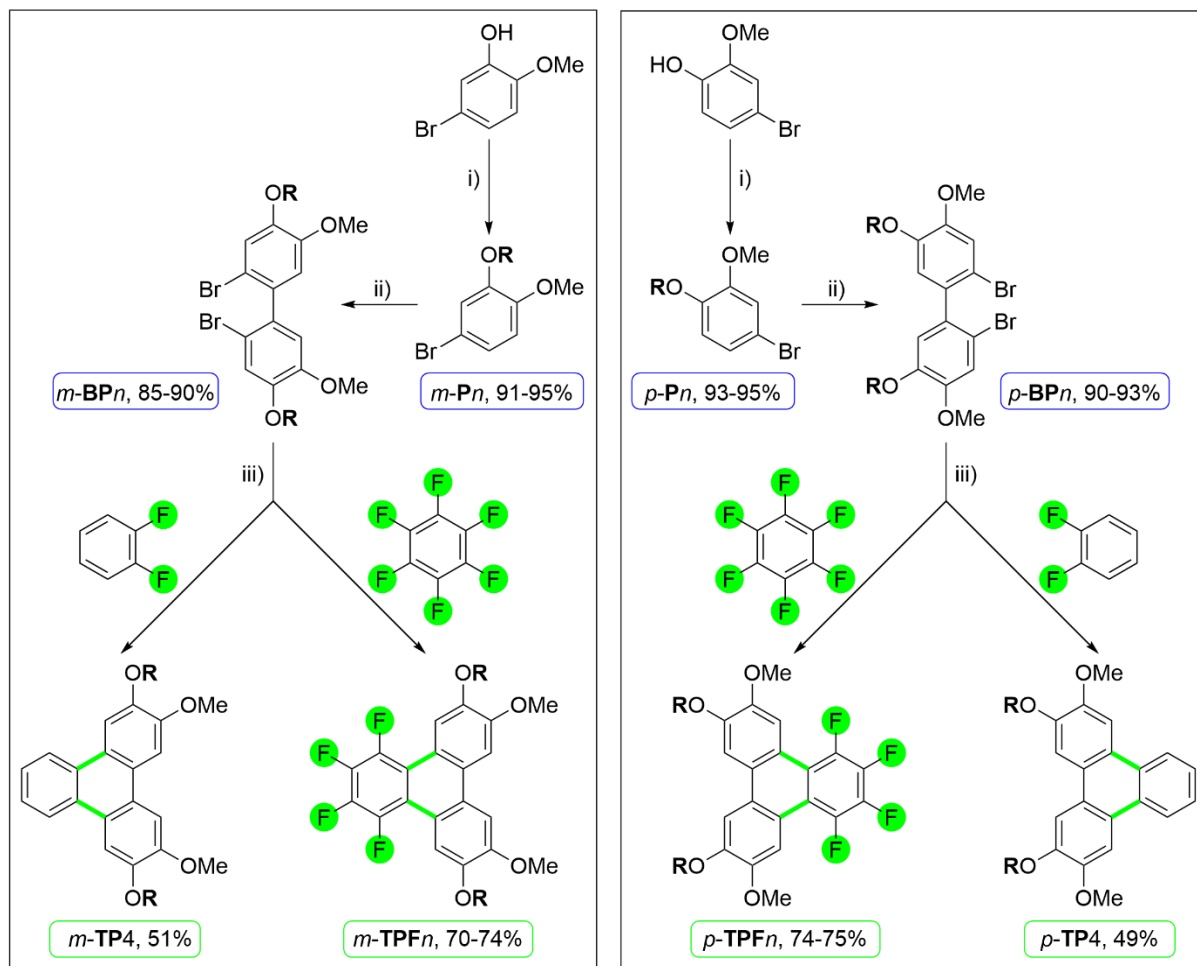 OH
OMe
Br
i)
OR
OMe
Br
ii)
OR
OMe
Br
Br
OMe
OR
m-BPn, 85-90%
m-Pn, 91-95%
iii)
F
F
F
F
F
F
F
F
OR
OMe
OMe
OR
m-TP4, 51%
OR
OMe
F
F
F
F
OMe
OR
m-TPFn, 70-74%
OMe
HO
Br
i)
OMe
RO
Br
ii)
OMe
RO
Br
Br
RO
OMe
p-Pn, 93-95%
p-BPn, 90-93%
iii)
F
F
F
F
F
F
F
F
OMe
RO
F
F
F
F
RO
OMe
p-TPFn, 74-75%
OMe
RO
RO
OMe
p-TP4, 49%